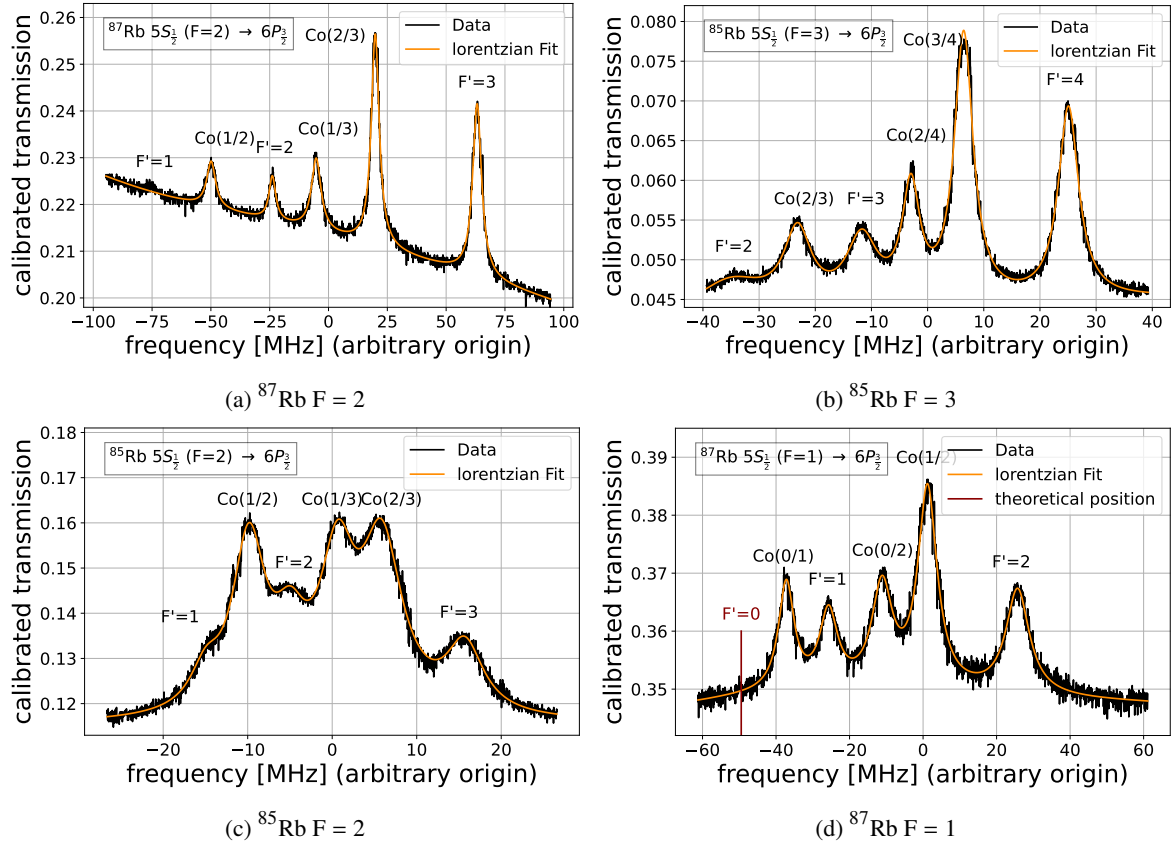 ⁸⁷Rb 5S₁/₂ (F=2) → 6P₃/₂
Data
lorentzian Fit
F'=1
Co(1/2)
F'=2
Co(1/3)
Co(2/3)
F'=3
calibrated transmission
0.26
0.25
0.24
0.23
0.22
0.21
0.20
−100 −75 −50 −25 0 25 50 75 100
frequency [MHz] (arbitrary origin)
(a) ⁸⁷Rb F = 2
⁸⁵Rb 5S₁/₂ (F=3) → 6P₃/₂
Data
lorentzian Fit
F'=2
Co(2/3)
F'=3
Co(2/4)
Co(3/4)
F'=4
calibrated transmission
0.080
0.075
0.070
0.065
0.060
0.055
0.050
0.045
−40 −30 −20 −10 0 10 20 30 40
frequency [MHz] (arbitrary origin)
(b) ⁸⁵Rb F = 3
⁸⁵Rb 5S₁/₂ (F=2) → 6P₃/₂
Data
lorentzian Fit
F'=1
Co(1/2)
F'=2
Co(1/3)
Co(2/3)
F'=3
calibrated transmission
0.18
0.17
0.16
0.15
0.14
0.13
0.12
−20 −10 0 10 20
frequency [MHz] (arbitrary origin)
(c) ⁸⁵Rb F = 2
⁸⁷Rb 5S₁/₂ (F=1) → 6P₃/₂
Data
lorentzian Fit
theoretical position
F'=0
Co(0/1)
F'=1
Co(0/2)
Co(1/2)
F'=2
calibrated transmission
0.39
0.38
0.37
0.36
0.35
−60 −40 −20 0 20 40 60
frequency [MHz] (arbitrary origin)
(d) ⁸⁷Rb F = 1